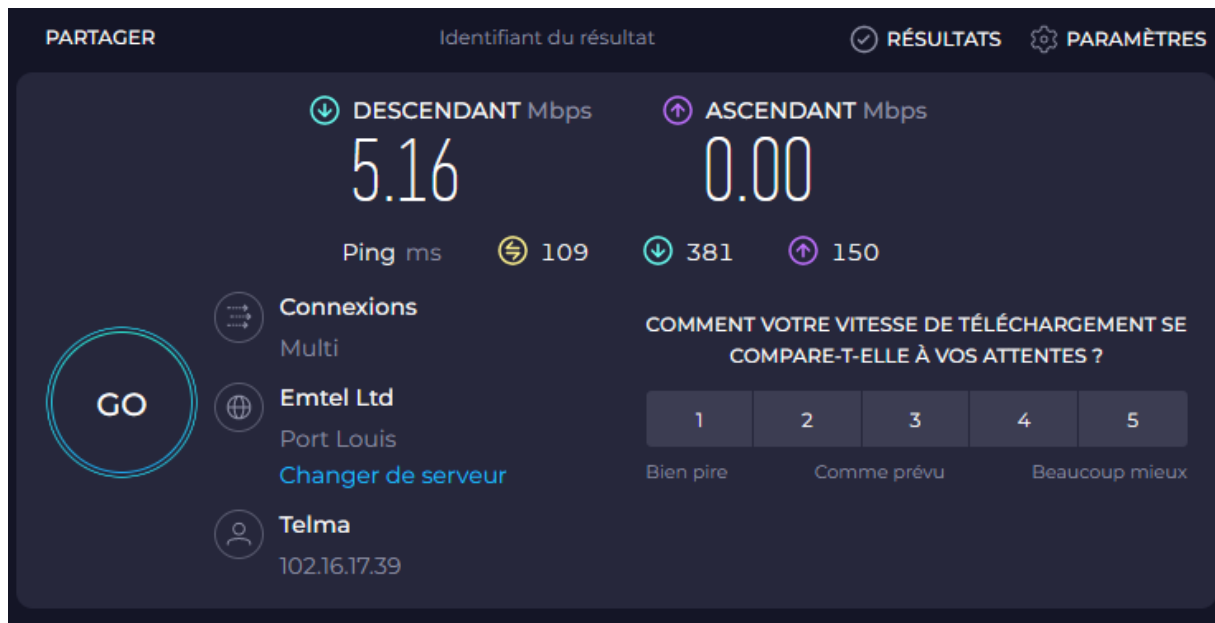 PARTAGER
Identifiant du résultat
RÉSULTATS
PARAMÈTRES
DESCENDANT Mbps
ASCENDANT Mbps
5.16
0.00
Ping ms 109 381 150
Connexions
Multi
Emtel Ltd
Port Louis
Changer de serveur
Telma
102.16.17.39
GO
COMMENT VOTRE VITESSE DE TÉLÉCHARGEMENT SE
COMPARE-T-ELLE À VOS ATTENTES ?
1 2 3 4 5
Bien pire Comme prévu Beaucoup mieux